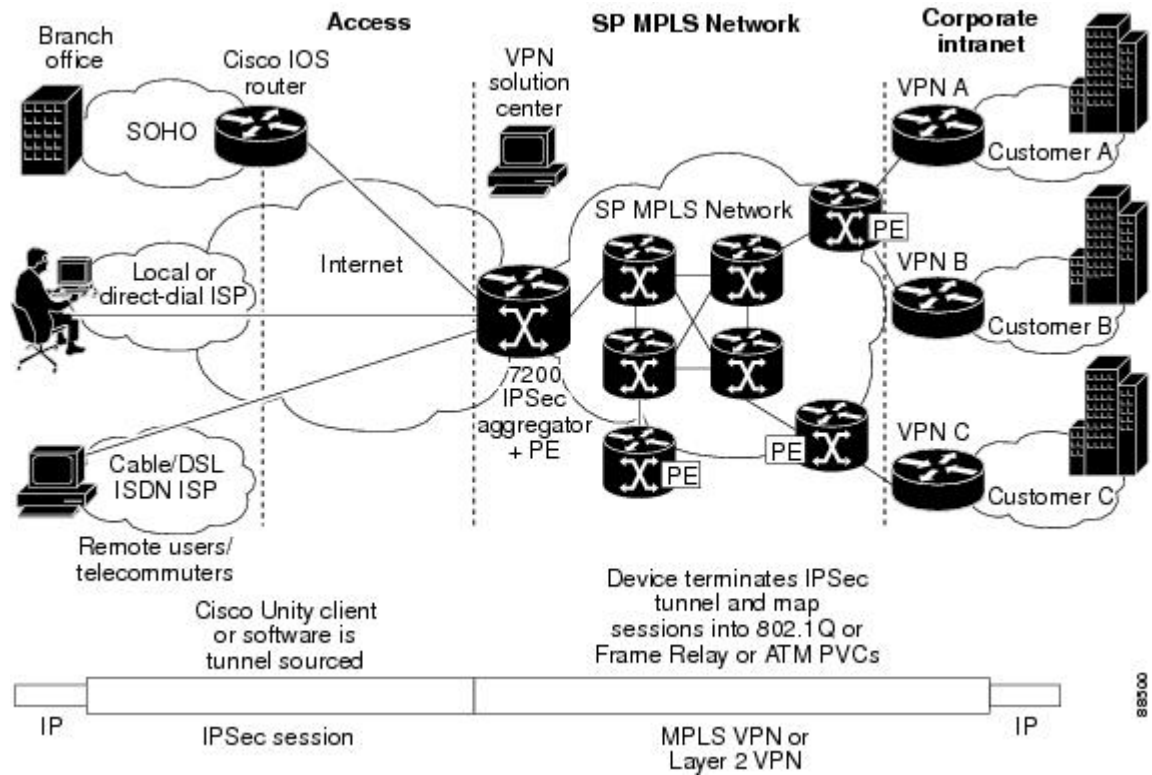 Branch
office
Access
SP MPLS Network
Corporate
intranet
Cisco IOS
router
VPN
solution
center
VPN A
SOHO
Customer A
SP MPLS Network
PE
Internet
Local or
direct-dial ISP
VPN B
Customer B
7200
IPSec
aggregator
+ PE
Cable/DSL
ISDN ISP
PE
PE
VPN C
Customer C
Remote users/
telecommuters
Cisco Unity client
or software is
tunnel sourced
Device terminates IPSec
tunnel and map
sessions into 802.1Q or
Frame Relay or ATM PVCs
IP
IPSec session
MPLS VPN or
Layer 2 VPN
IP
88500